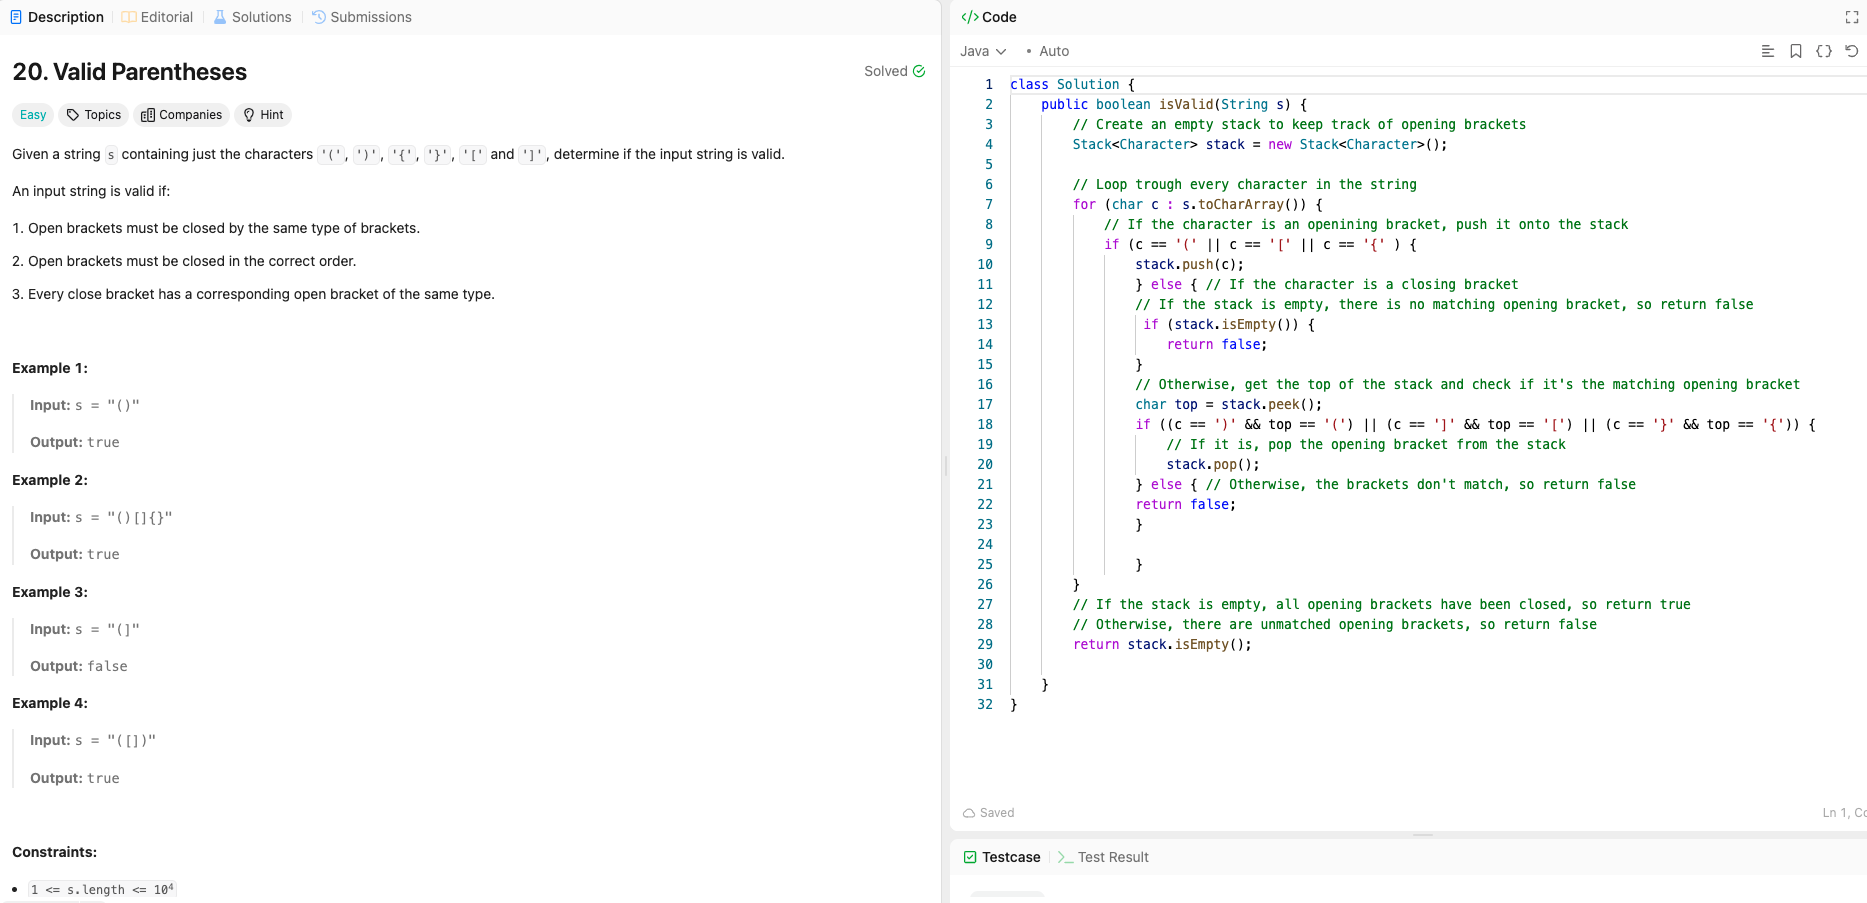 Description Editorial Solutions Submissions
20. Valid Parentheses
Solved
Easy Topics Companies Hint
Given a string s containing just the characters '(', ')', '{', '}', '[' and ']', determine if the input string is valid.
An input string is valid if:
1. Open brackets must be closed by the same type of brackets.
2. Open brackets must be closed in the correct order.
3. Every close bracket has a corresponding open bracket of the same type.
Example 1:
Input: s = "()"
Output: true
Example 2:
Input: s = "()[]{}"
Output: true
Example 3:
Input: s = "(]"
Output: false
Example 4:
Input: s = "([])"
Output: true
Constraints:
• 1 <= s.length <= 10⁴
</> Code
Java • Auto
1 class Solution {
2     public boolean isValid(String s) {
3         // Create an empty stack to keep track of opening brackets
4         Stack<Character> stack = new Stack<Character>();
5
6         // Loop trough every character in the string
7         for (char c : s.toCharArray()) {
8             // If the character is an openining bracket, push it onto the stack
9             if (c == '(' || c == '[' || c == '{' ) {
10                 stack.push(c);
11                 } else { // If the character is a closing bracket
12                 // If the stack is empty, there is no matching opening bracket, so return false
13                  if (stack.isEmpty()) {
14                     return false;
15                 }
16                 // Otherwise, get the top of the stack and check if it's the matching opening bracket
17                 char top = stack.peek();
18                 if ((c == ')' && top == '(') || (c == ']' && top == '[') || (c == '}' && top == '{')) {
19                     // If it is, pop the opening bracket from the stack
20                     stack.pop();
21                 } else { // Otherwise, the brackets don't match, so return false
22                 return false;
23                 }
24
25                 }
26         }
27         // If the stack is empty, all opening brackets have been closed, so return true
28         // Otherwise, there are unmatched opening brackets, so return false
29         return stack.isEmpty();
30
31     }
32 }
Saved
Ln 1,
Testcase >_ Test Result